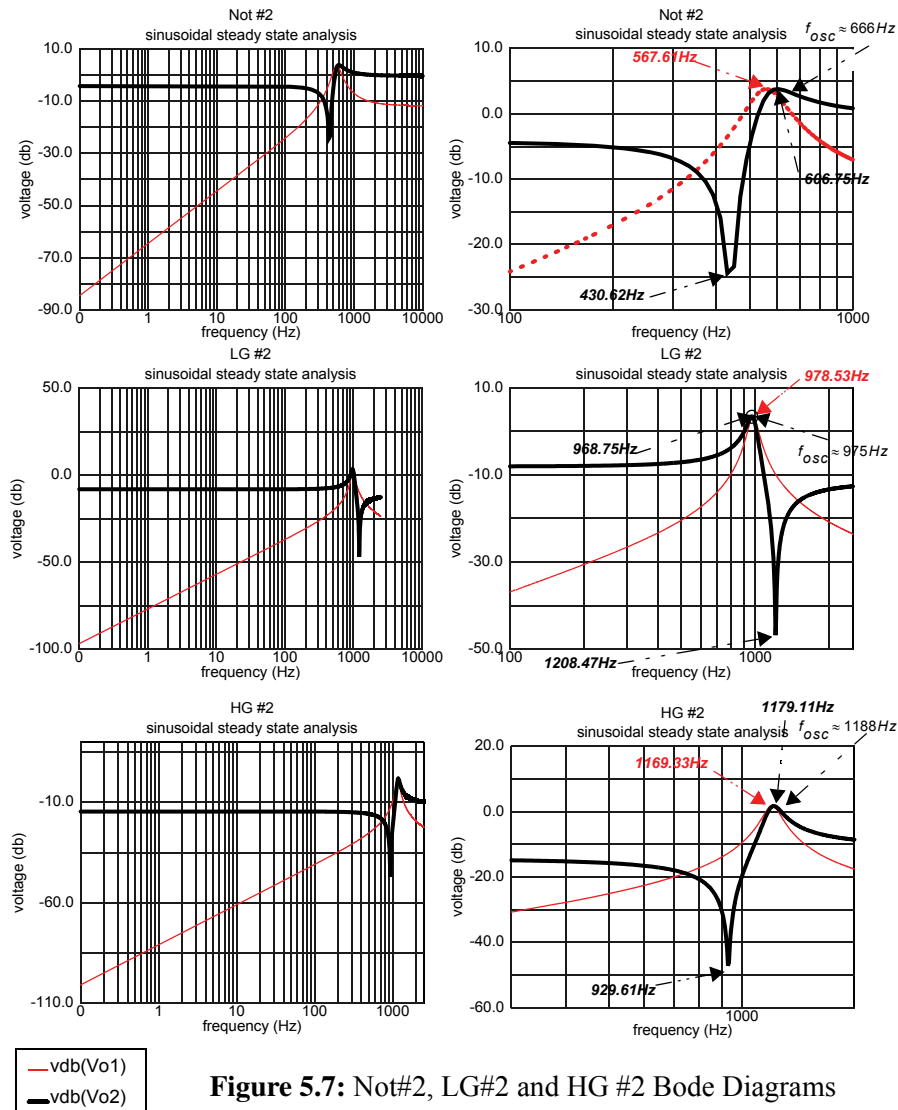 Not #2
sinusoidal steady state analysis
10.0
-10.0
-30.0
-50.0
-70.0
-90.0
voltage (db)
0
1
10
100
1000
10000
frequency (Hz)
Not #2
sinusoidal steady state analysis
f_osc ≈ 666Hz
567.61Hz
10.0
0.0
-10.0
-20.0
-30.0
voltage (db)
606.75Hz
430.62Hz
100
1000
frequency (Hz)
LG #2
sinusoidal steady state analysis
50.0
0.0
-50.0
-100.0
voltage (db)
0
1
10
100
1000
10000
frequency (Hz)
LG #2
sinusoidal steady state analysis
978.53Hz
10.0
-10.0
-30.0
-50.0
voltage (db)
968.75Hz
f_osc ≈ 975Hz
1208.47Hz
100
1000
frequency (Hz)
HG #2
sinusoidal steady state analysis
-10.0
-60.0
-110.0
voltage (db)
0
1
10
100
1000
frequency (Hz)
1179.11Hz
HG #2
f_osc ≈ 1188Hz
sinusoidal steady state analysis
1169.33Hz
20.0
0.0
-20.0
-40.0
-60.0
voltage (db)
929.61Hz
1000
frequency (Hz)
vdb(Vo1)
vdb(Vo2)
Figure 5.7: Not#2, LG#2 and HG #2 Bode Diagrams